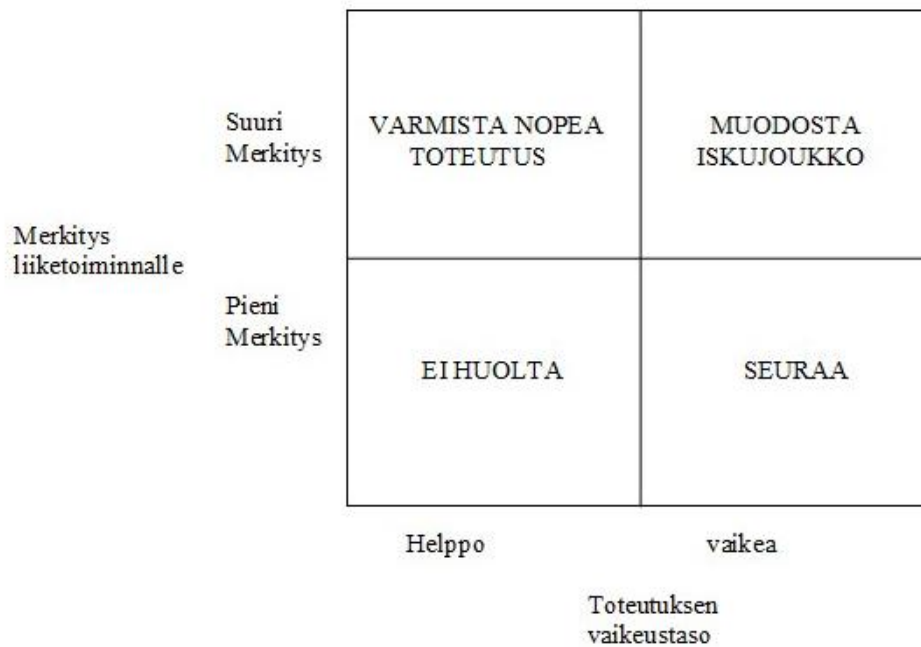 Suuri
Merkitys
VARMISTA NOPEA
TOTEUTUS
MUODOSTA
ISKUJOUKKO
Merkitys
liiketoiminnalle
Pieni
Merkitys
EI HUOLTA
SEURAA
Helppo
vaikea
Toteutuksen
vaikeustaso